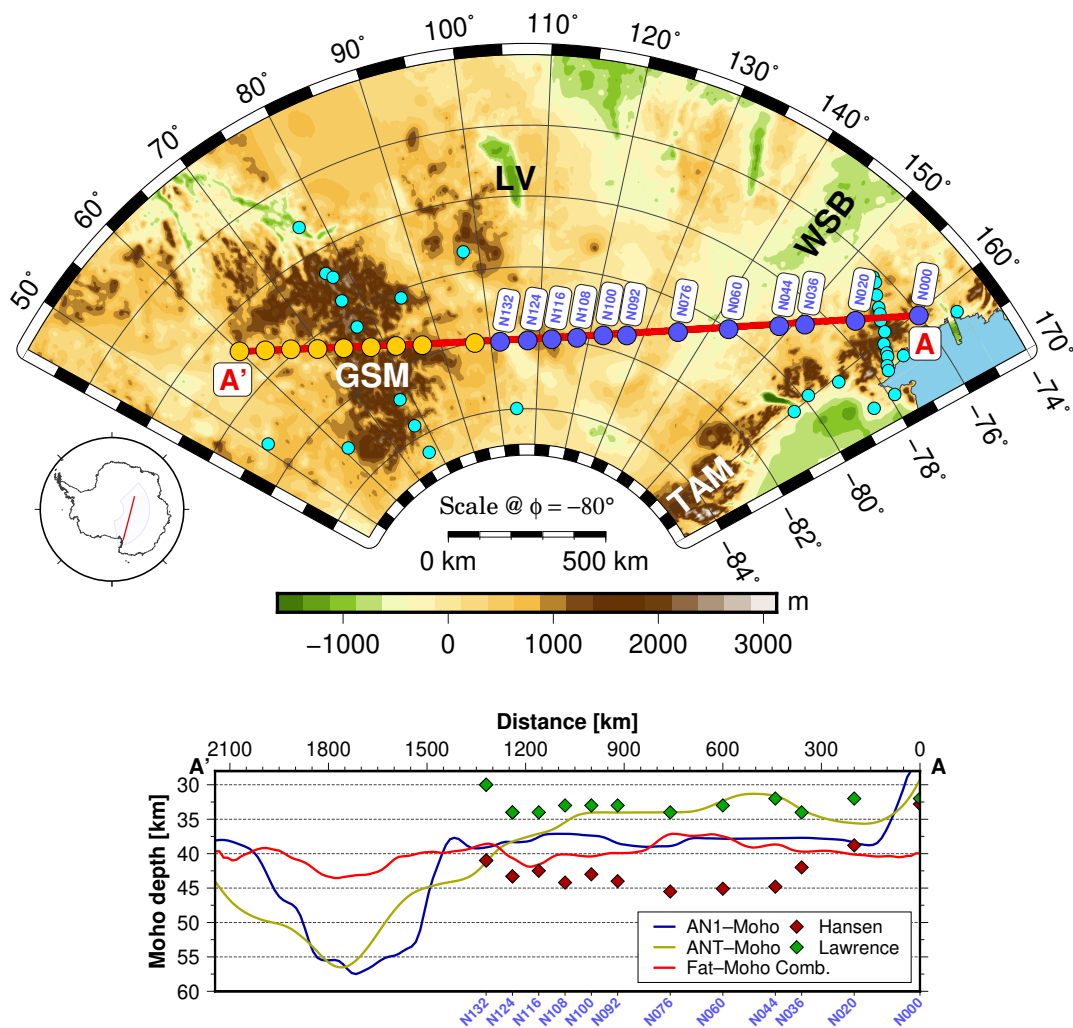 50°
60°
70°
80°
90°
100°
110°
120°
130°
140°
150°
160°
170°
−74°
−76°
−78°
−80°
−82°
−84°
LV
WSB
GSM
TAM
A'
A
N132
N124
N116
N108
N100
N092
N076
N060
N044
N036
N020
N000
Scale @ ϕ = −80°
0 km 500 km
m
−1000 0 1000 2000 3000
Distance [km]
2100 1800 1500 1200 900 600 300 0
A' A
Moho depth [km]
30
35
40
45
50
55
60
AN1–Moho Hansen
ANT–Moho Lawrence
Fat–Moho Comb.
N132 N124 N116 N108 N100 N092 N076 N060 N044 N036 N020 N000